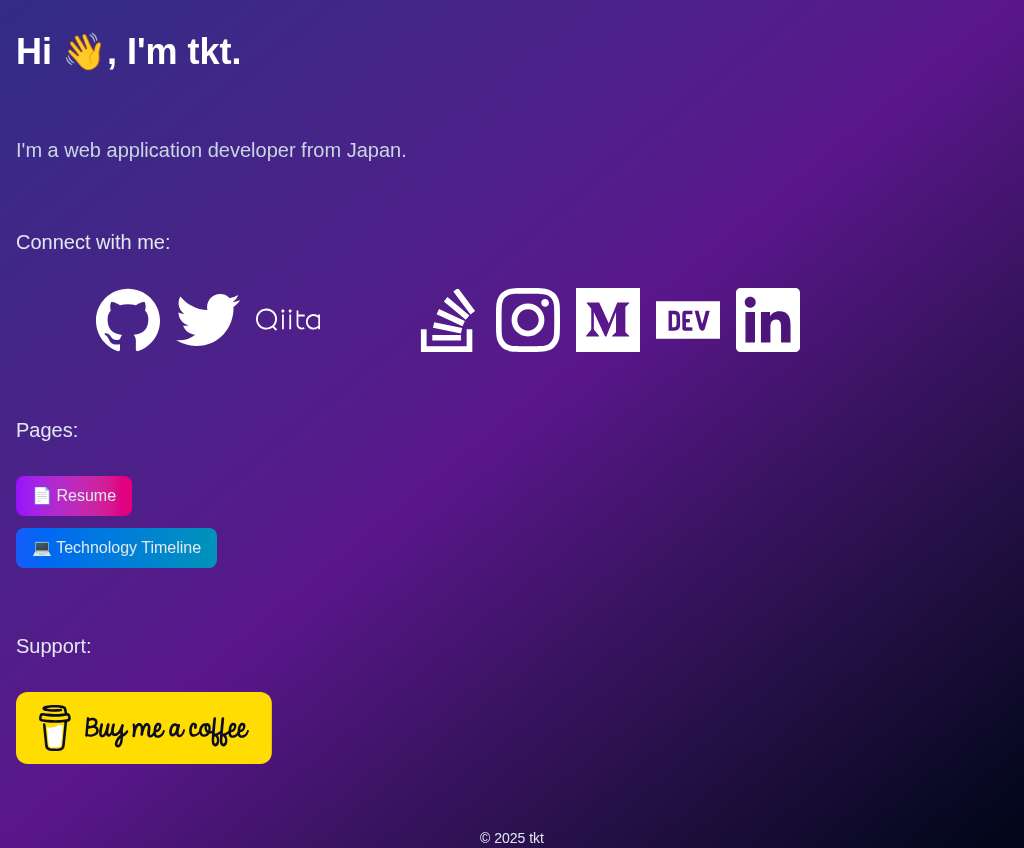 Hi 👋, I'm tkt.
I'm a web application developer from Japan.
Connect with me:
Qiita
M
DEV
in
Pages:
📄 Resume
💻 Technology Timeline
Support:
Buy me a coffee
© 2025 tkt